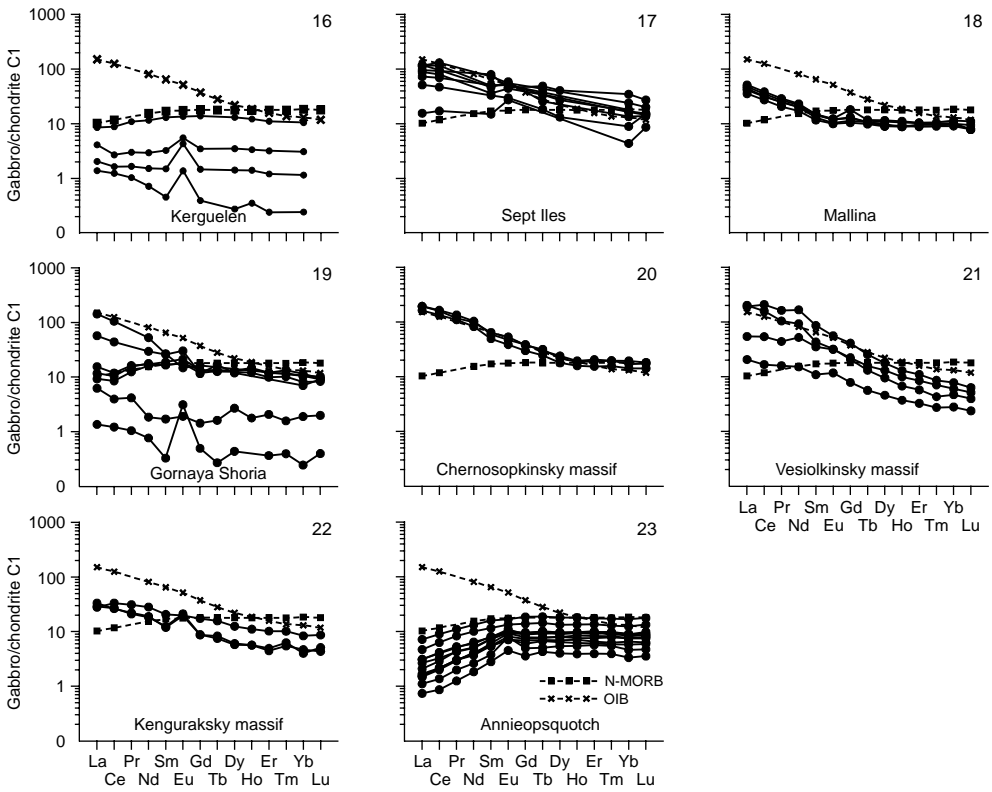 16
17
18
Gabbro/chondrite C1
1000
100
10
1
0
Kerguelen
Sept Iles
Mallina
19
20
21
Gabbro/chondrite C1
1000
100
10
1
0
Gornaya Shoria
Chernosopkinsky massif
Vesiolkinsky massif
La Pr Sm Gd Dy Er Yb
Ce Nd Eu Tb Ho Tm Lu
22
23
Gabbro/chondrite C1
1000
100
10
1
0
Kenguraksky massif
N-MORB
OIB
Annieopsquotch
La Pr Sm Gd Dy Er Yb
Ce Nd Eu Tb Ho Tm Lu
La Pr Sm Gd Dy Er Yb
Ce Nd Eu Tb Ho Tm Lu